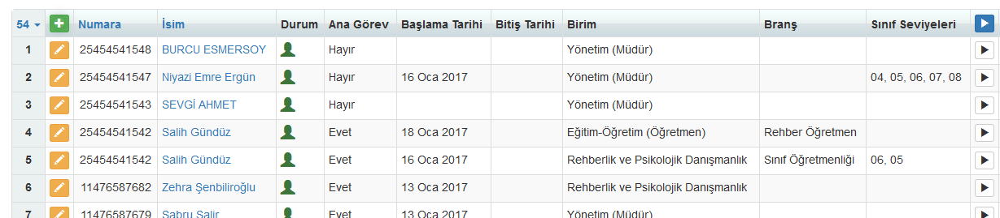 54 Numara İsim Durum Ana Görev Başlama Tarihi Bitiş Tarihi Birim Branş Sınıf Seviyeleri
1 25454541548 BURCU ESMERSOY Hayır Yönetim (Müdür)
2 25454541547 Niyazi Emre Ergün Hayır 16 Oca 2017 Yönetim (Müdür) 04, 05, 06, 07, 08
3 25454541543 SEVGİ AHMET Hayır Yönetim (Müdür)
4 25454541542 Salih Gündüz Evet 18 Oca 2017 Eğitim-Öğretim (Öğretmen) Rehber Öğretmen
5 25454541542 Salih Gündüz Evet 16 Oca 2017 Rehberlik ve Psikolojik Danışmanlık Sınıf Öğretmenliği 06, 05
6 11476587682 Zehra Şenbiliroğlu Evet 13 Oca 2017 Rehberlik ve Psikolojik Danışmanlık
7 11476587679 Sabru Salir Evet 13 Oca 2017 Yönetim (Müdür)